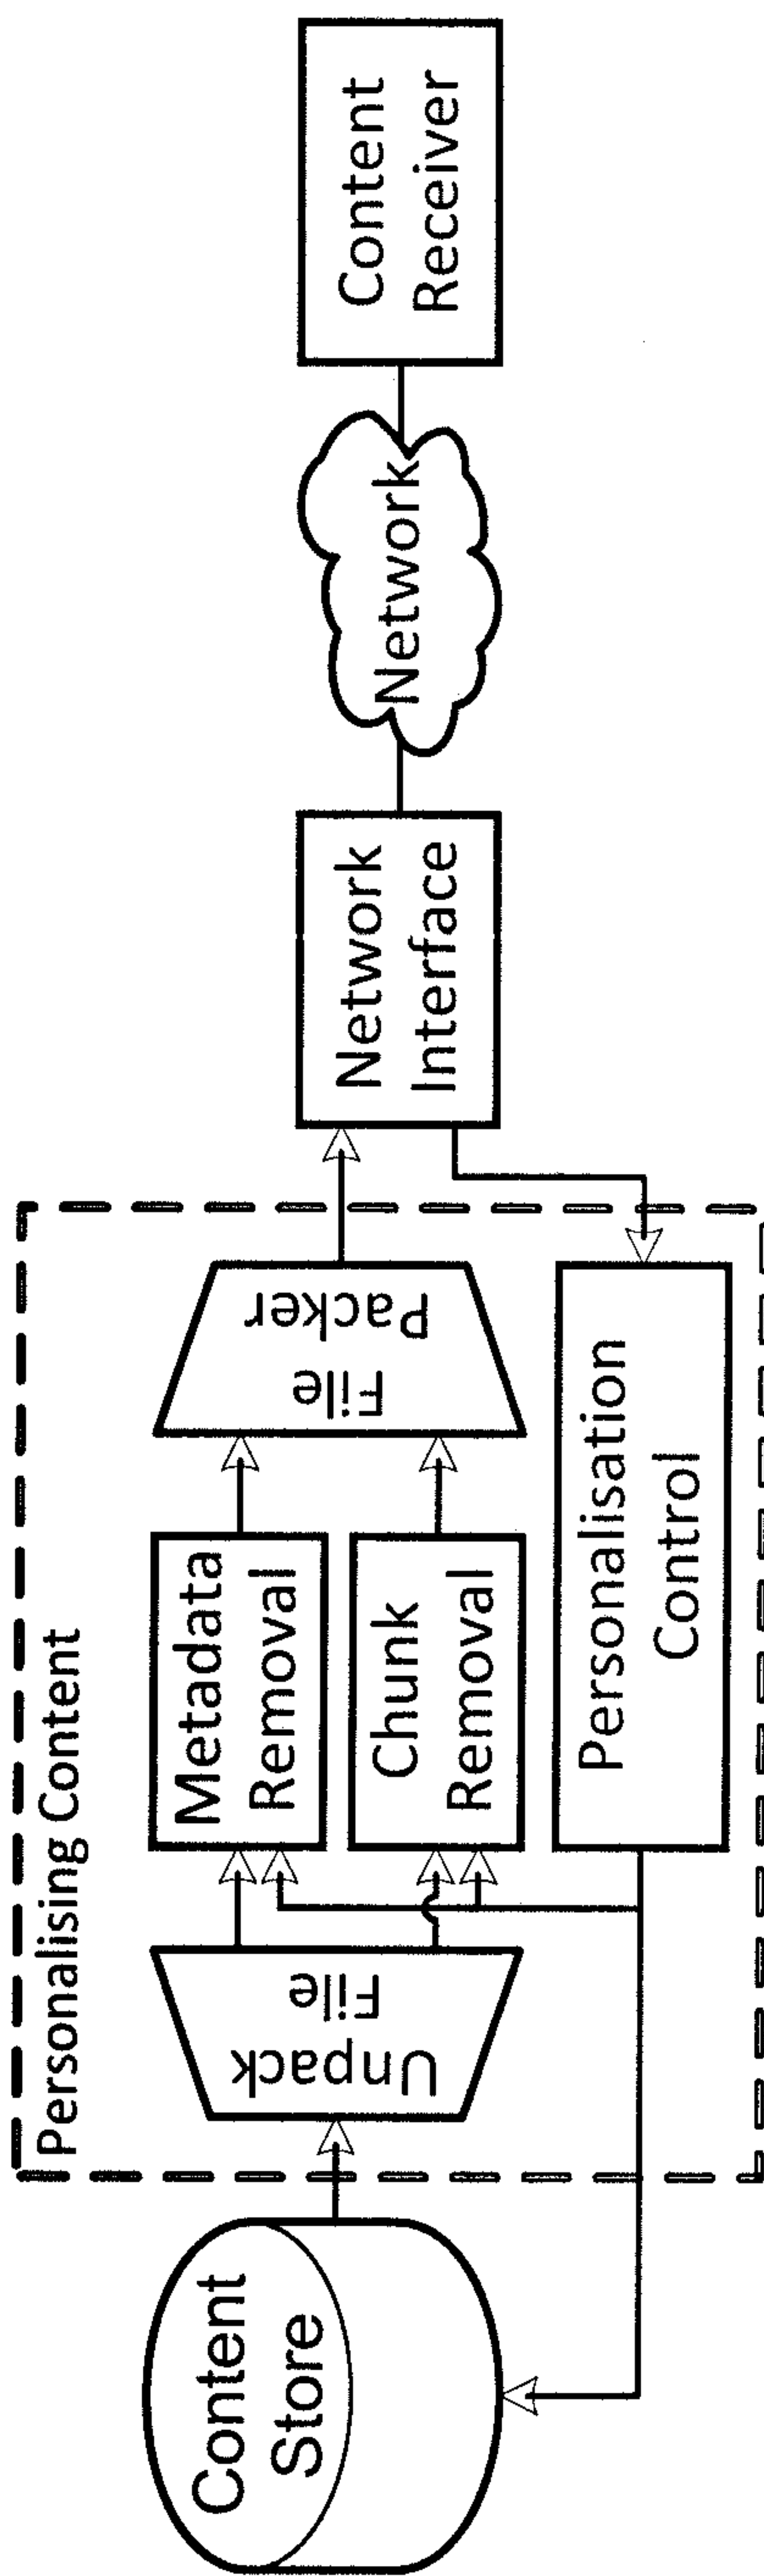 Personalising Content
Content
Store
Unpack
File
Metadata
Removal
Chunk
Removal
File
Packer
Personalisation
Control
Network
Interface
Network
Content
Receiver